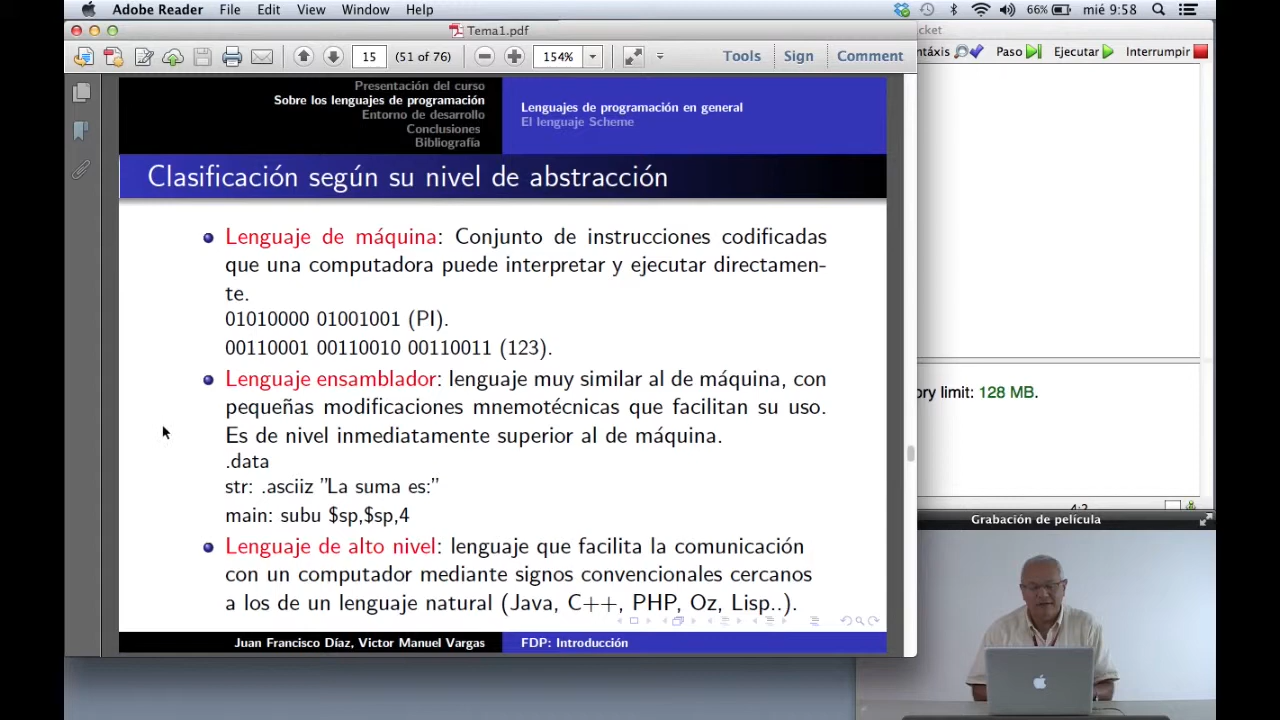 Adobe Reader File Edit View Window Help 66% mié 9:58
Tema1.pdf
cket
15 (51 of 76) 154% Tools Sign Comment
ntáxis Paso Ejecutar Interrumpir
Presentación del curso
Sobre los lenguajes de programación
Entorno de desarrollo
Conclusiones
Bibliografía
Lenguajes de programación en general
El lenguaje Scheme
Clasificación según su nivel de abstracción
Lenguaje de máquina: Conjunto de instrucciones codificadas
que una computadora puede interpretar y ejecutar directamen-
te.
01010000 01001001 (PI).
00110001 00110010 00110011 (123).
Lenguaje ensamblador: lenguaje muy similar al de máquina, con
pequeñas modificaciones mnemotécnicas que facilitan su uso.
Es de nivel inmediatamente superior al de máquina.
.data
str: .asciiz ”La suma es:”
main: subu $sp,$sp,4
Lenguaje de alto nivel: lenguaje que facilita la comunicación
con un computador mediante signos convencionales cercanos
a los de un lenguaje natural (Java, C++, PHP, Oz, Lisp..).
Juan Francisco Díaz, Victor Manuel Vargas FDP: Introducción
ory limit: 128 MB.
4:2
Grabación de película